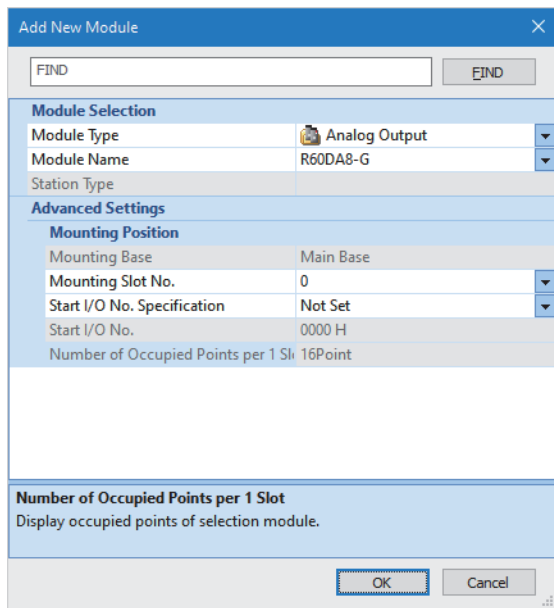 Add New Module
FIND FIND
Module Selection
Module Type Analog Output
Module Name R60DA8-G
Station Type
Advanced Settings
Mounting Position
Mounting Base Main Base
Mounting Slot No. 0
Start I/O No. Specification Not Set
Start I/O No. 0000 H
Number of Occupied Points per 1 Sl 16Point
Number of Occupied Points per 1 Slot
Display occupied points of selection module.
OK Cancel